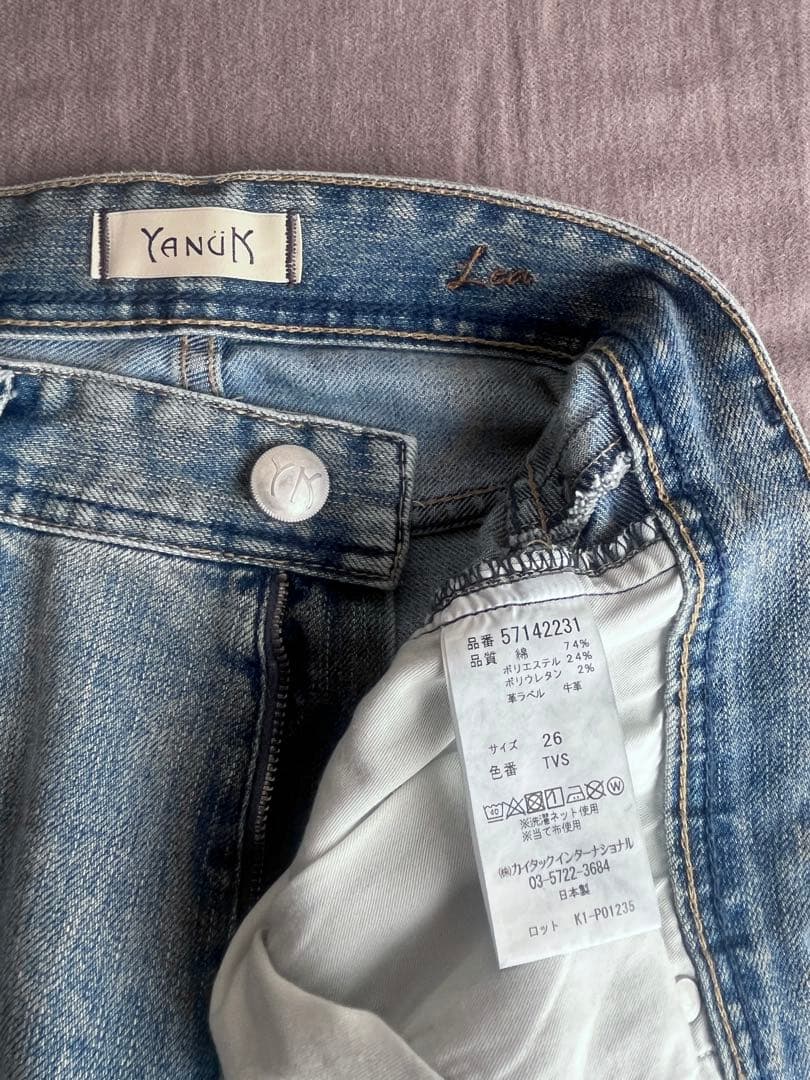 YANÜK
Lea
YK
品番 57142231
品質 綿 74%
ポリエステル 24%
ポリウレタン 2%
革ラベル 牛革
サイズ 26
色番 TVS
40 W
※洗濯ネット使用
※当て布使用
㈱カイタックインターナショナル
03-5722-3684
日本製
ロット K1-P01235